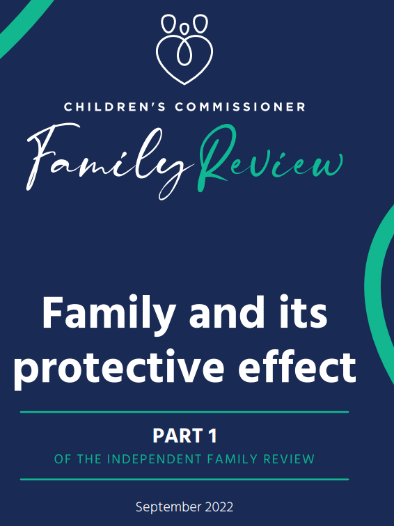 CHILDREN'S COMMISSIONER
Family Review
Family and its
protective effect
PART 1
OF THE INDEPENDENT FAMILY REVIEW
September 2022